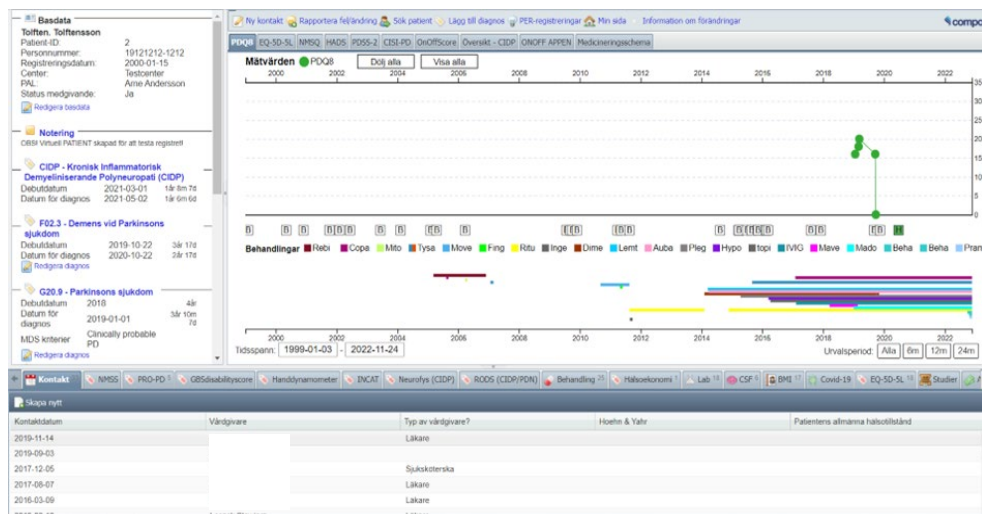 Basdata
Tolften. Tolftensson
Patient-ID: 2
Personnummer: 19121212-1212
Registreringsdatum: 2000-01-15
Center: Testcenter
PAL: Arne Andersson
Status medgivande: Ja
Redigera basdata
Notering
OBS! Virtuell PATIENT skapad för att testa registret!
CIDP - Kronisk Inflammatorisk
Demyeliniserande Polyneuropati (CIDP)
Debutdatum 2021-03-01 1år 8m 7d
Datum för diagnos 2021-05-02 1år 6m 6d
F02.3 - Demens vid Parkinsons
sjukdom
Debutdatum 2019-10-22 3år 17d
Datum för diagnos 2020-10-22 2år 17d
Redigera diagnos
G20.9 - Parkinsons sjukdom
Debutdatum 2018 4år
Datum för diagnos 2019-01-01 3år 10m 7d
MDS kriterier Clinically probable PD
Redigera diagnos
Ny kontakt Rapportera fel/ändring Sök patient Lägg till diagnos PER-registreringar Min sida Information om förändringar
PDQ8 EQ-5D-5L NMSQ HADS PDSS-2 CISI-PD OnOffScore Översikt - CIDP ONOFF APPEN Medicineringsschema
Mätvärden PDQ8 Dölj alla Visa alla
2000 2002 2004 2006 2008 2010 2012 2014 2016 2018 2020 2022
35
30
25
20
15
10
5
0
Behandlingar Rebi Copa Mito Tysa Move Fing Ritu Inge Dime Lemt Auba Pleg Hypo topi IVIG Mave Mado Beha Beha Pram
2000 2002 2004 2006 2008 2010 2012 2014 2016 2018 2020 2022
Tidsspann: 1999-01-03 - 2022-11-24 Urvalsperiod: Alla 6m 12m 24m
Kontakt NMSS PRO-PD GBSdisabilityscore Handdynamometer INCAT Neurofys (CIDP) RODS (CIDP/PDN) Behandling 25 Hälsoekonomi Lab CSF BMI 17 Covid-19 EQ-5D-5L Studier
Skapa nytt
Kontaktdatum Vårdgivare Typ av vårdgivare? Hoehn & Yahr Patientens allmänna hälsotillstånd
2019-11-14 Läkare
2019-09-03
2017-12-05 Sjuksköterska
2017-08-07 Läkare
2016-03-09 Läkare